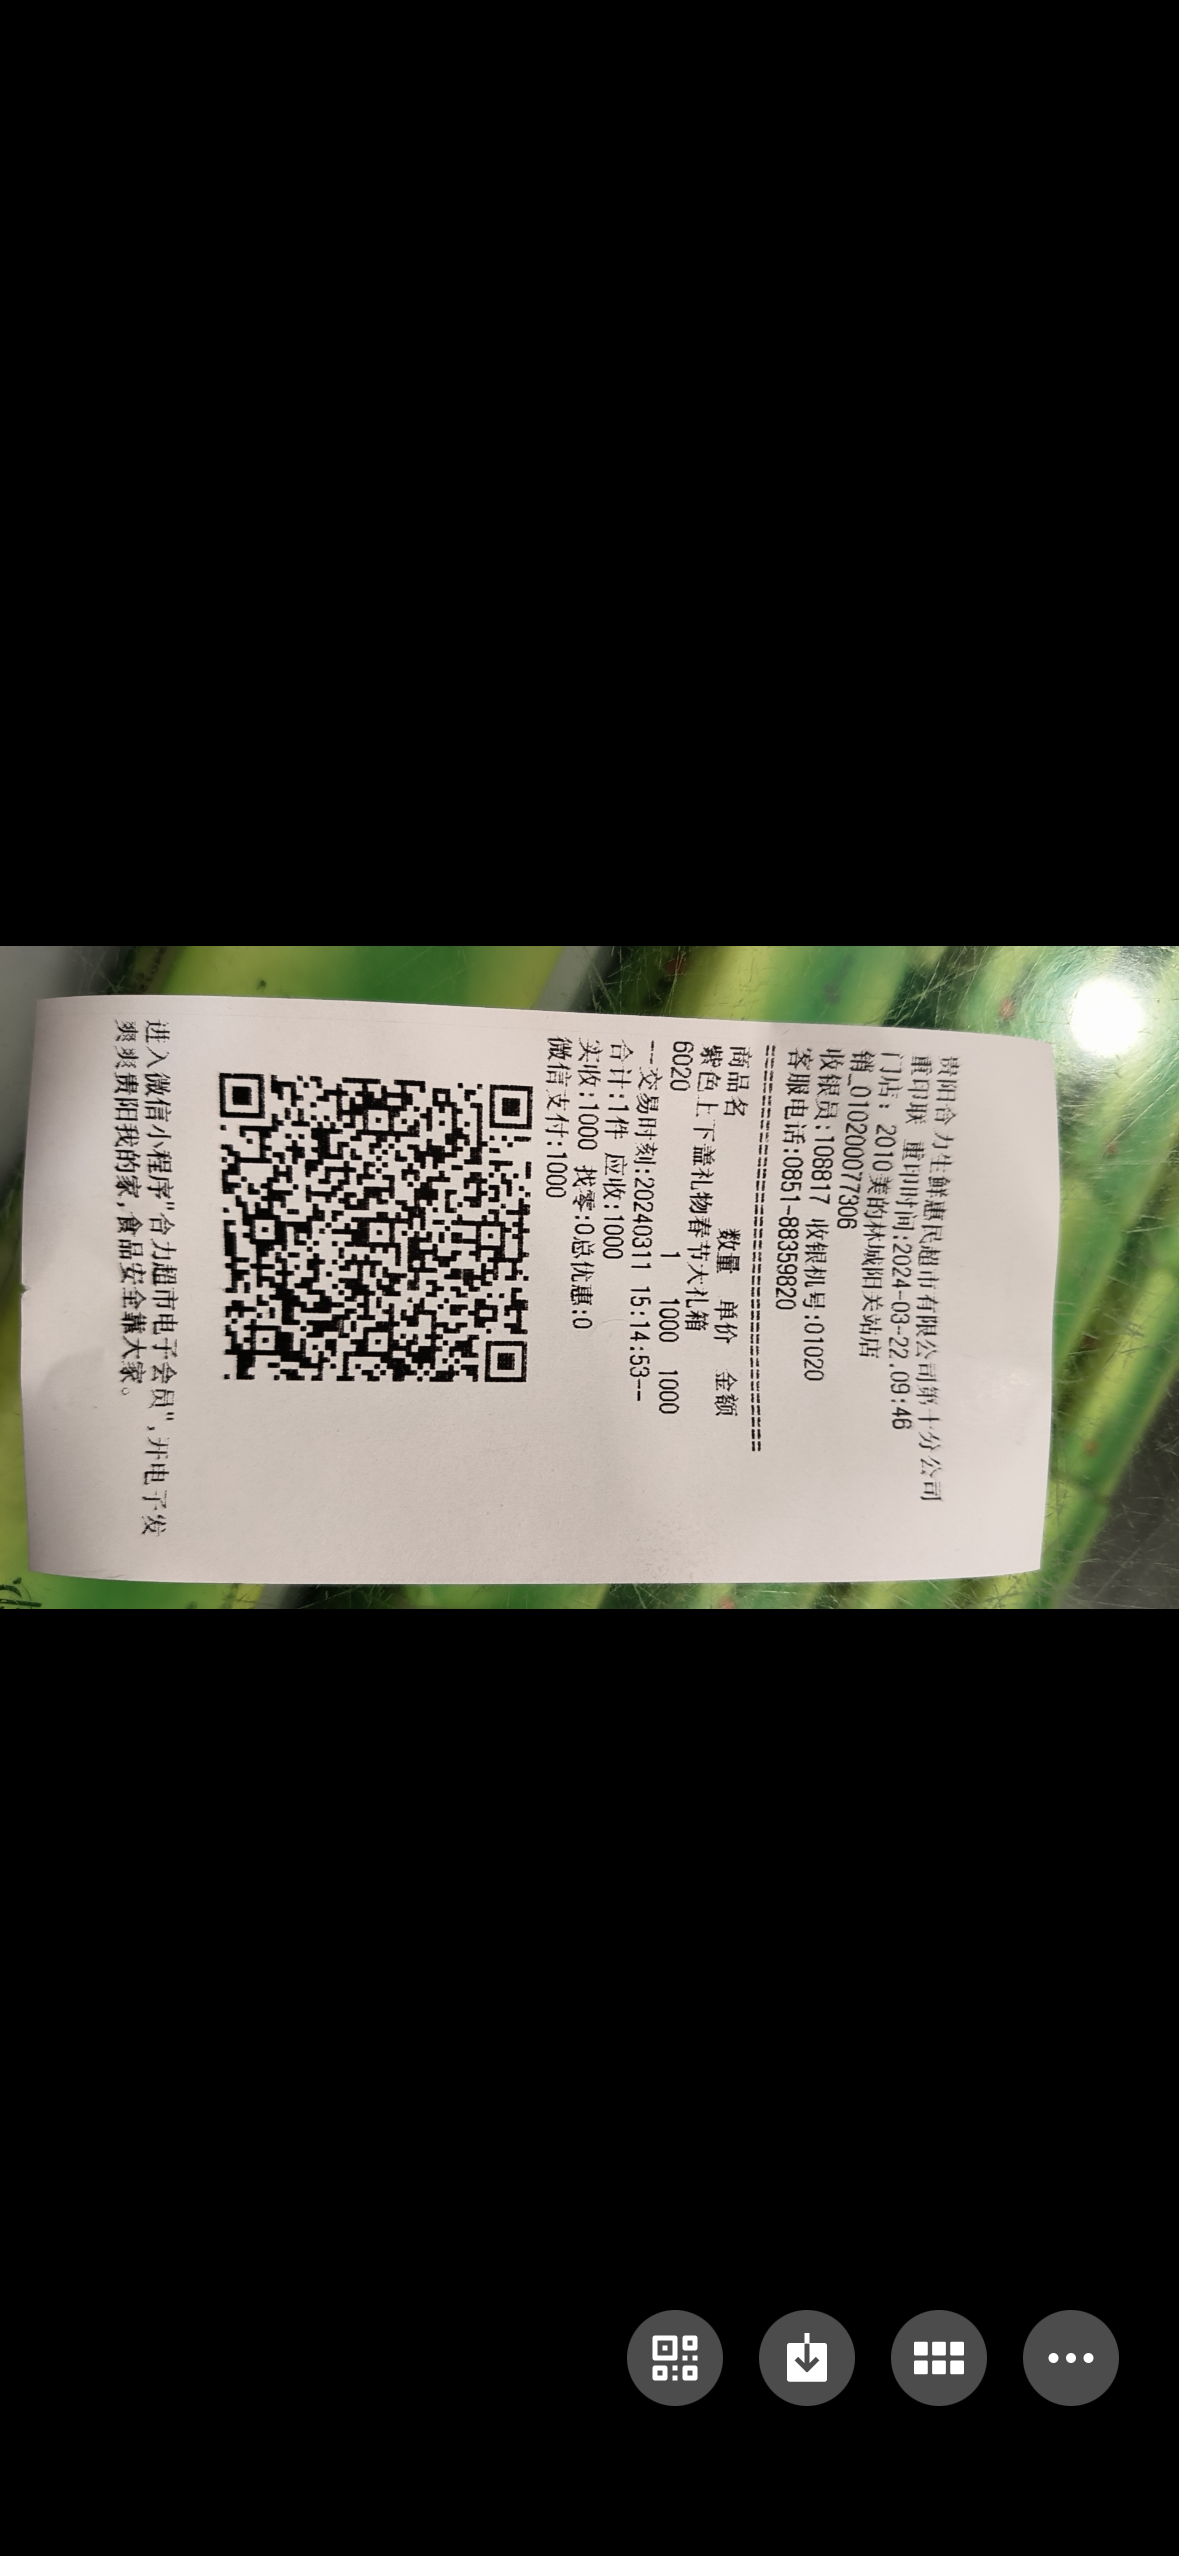 贵阳合力生鲜惠民超市有限公司第十分公司
重印联 重印时间:2024-03-22,09:46
门店: 2010美的林城阳关站店
销_01020077306
收银员:108817 收银机号:01020
客服电话:0851-88359820
================================
商品名 数量 单价 金额
紫色上下盖礼物春节大礼箱
6020 1 1000 1000
--交易时刻:20240311 15:14:53--
合计:1件 应收:1000
实收:1000 找零:0总优惠:0
微信支付:1000
进入微信小程序"合力超市电子会员",开电子发
爽爽贵阳我的家,食品安全靠大家。